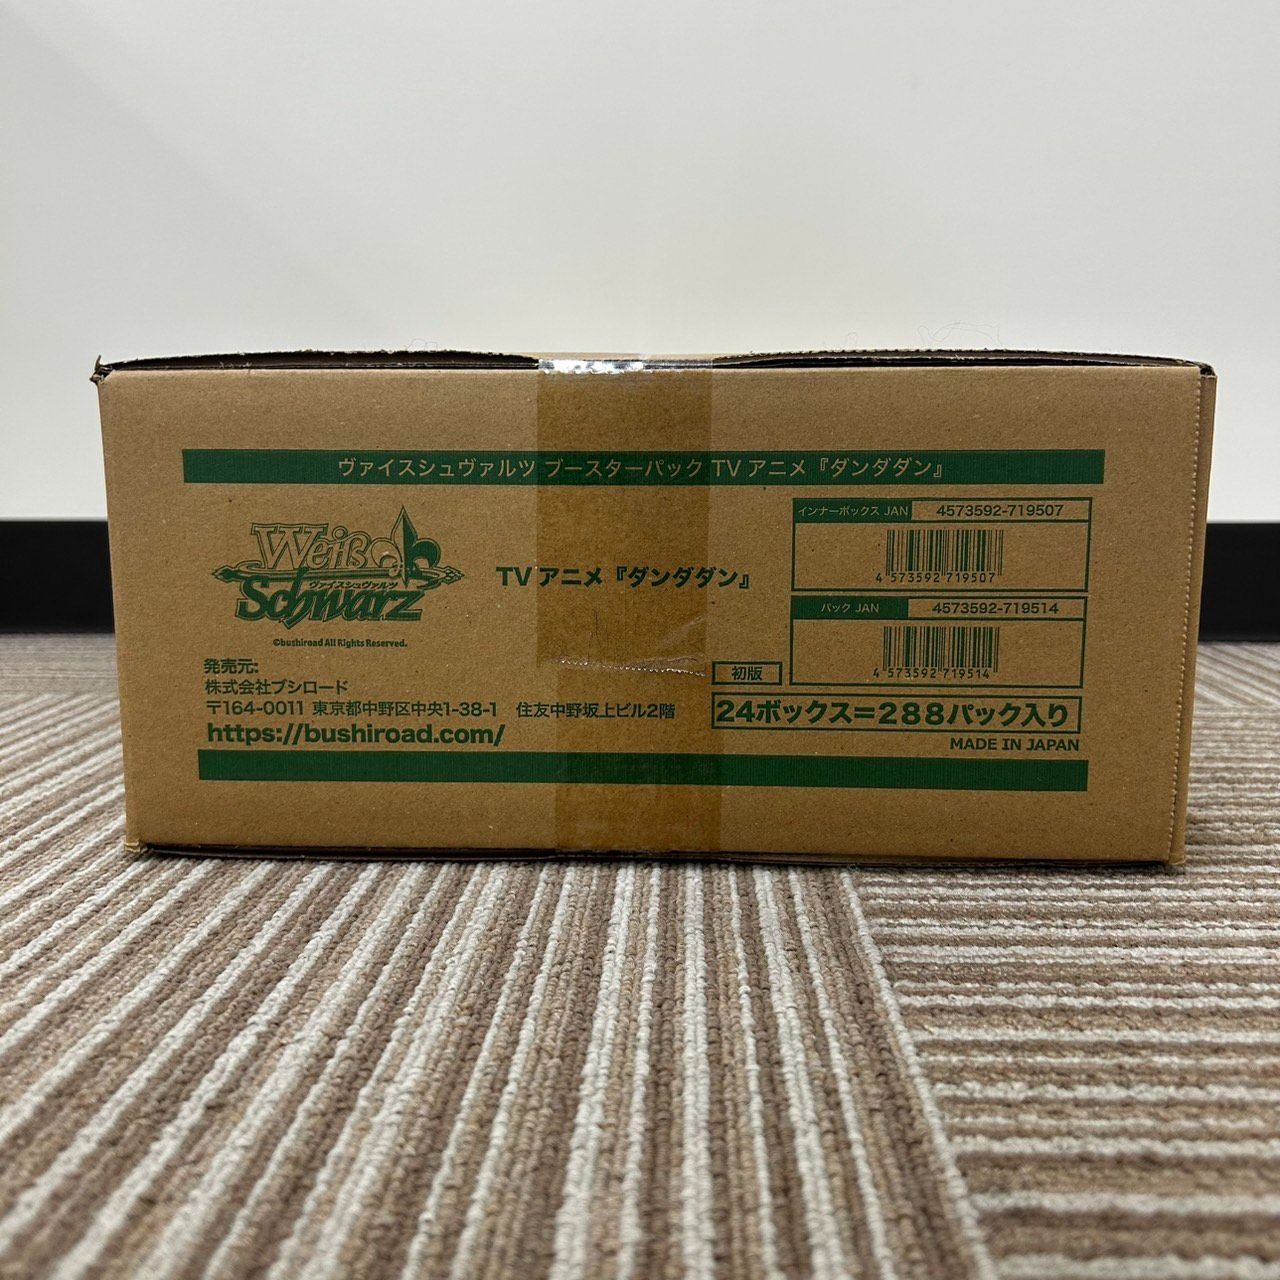 ヴァイスシュヴァルツ ブースターパック TV アニメ『ダンダダン』
Weiß
ヴァイスシュヴァルツ
Schwarz
©bushiroad All Rights Reserved.
TV アニメ『ダンダダン』
インナーボックス JAN 4573592-719507
4 573592 719507
パック JAN 4573592-719514
4 573592 719514
発売元:
株式会社ブシロード
〒164-0011 東京都中野区中央1-38-1 住友中野坂上ビル2階
https://bushiroad.com/
初版
24ボックス=288パック入り
MADE IN JAPAN